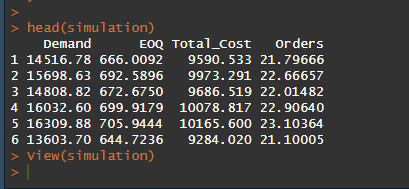 >
> head(simulation)
Demand EOQ Total_Cost Orders
1 14516.78 666.0092 9590.533 21.79666
2 15698.63 692.5896 9973.291 22.66657
3 14808.82 672.6750 9686.519 22.01482
4 16032.60 699.9179 10078.817 22.90640
5 16309.88 705.9444 10165.600 23.10364
6 13603.70 644.7236 9284.020 21.10005
> View(simulation)
>